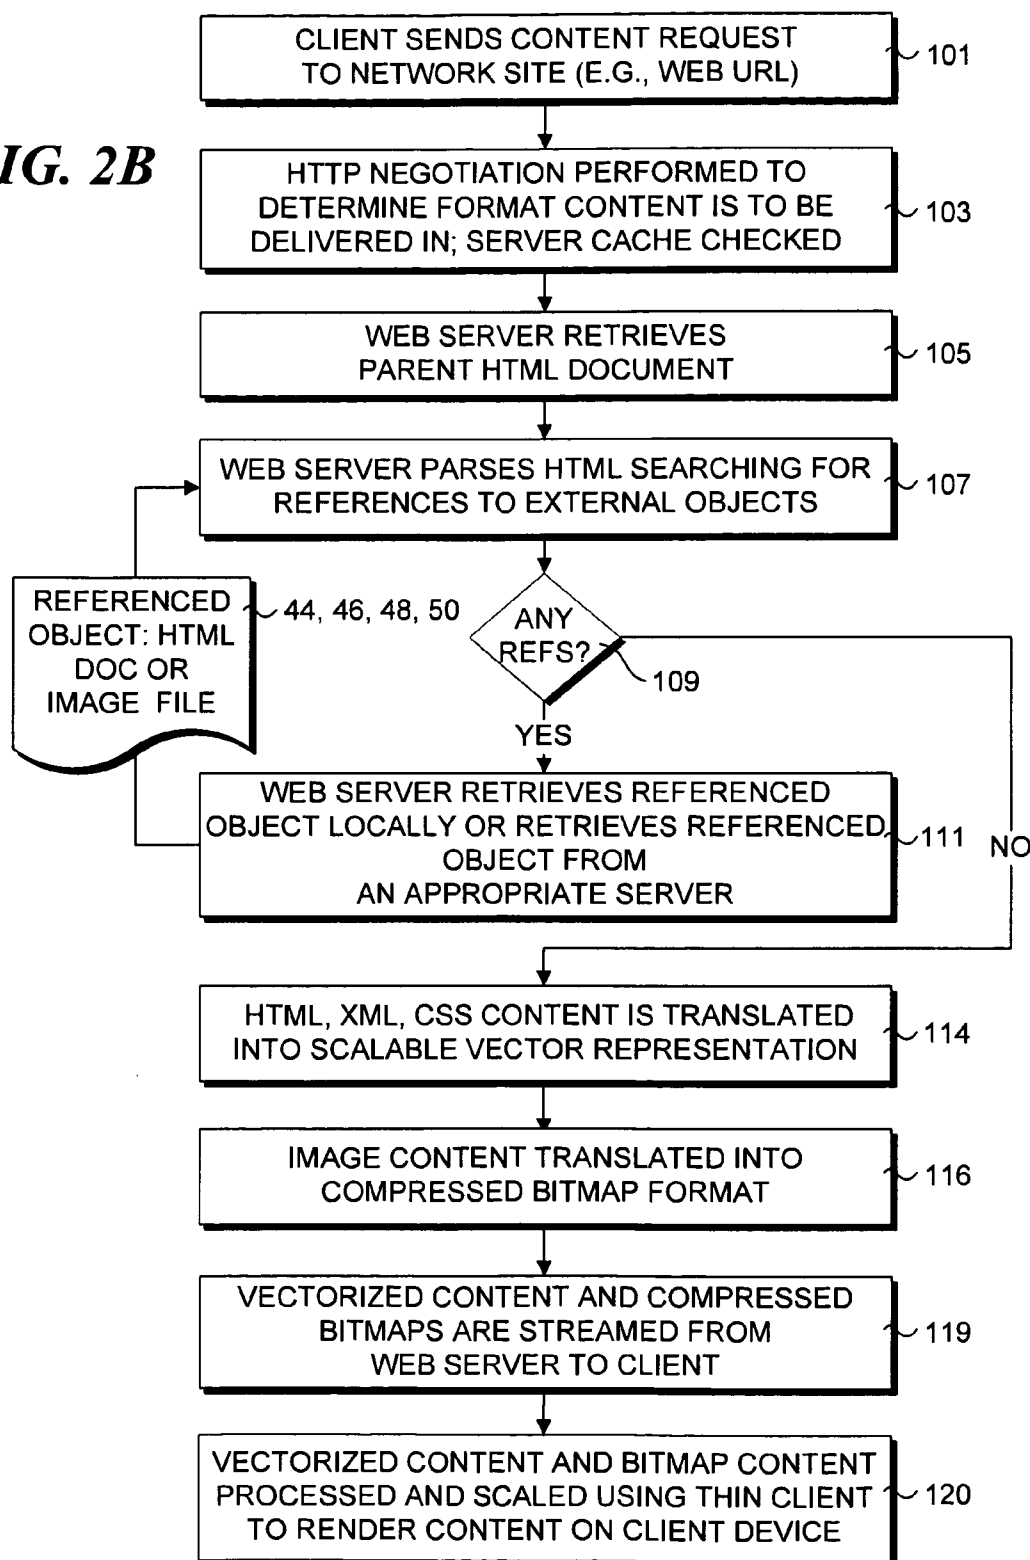 CLIENT SENDS CONTENT REQUEST
TO NETWORK SITE (E.G., WEB URL)
101
IG. 2B
HTTP NEGOTIATION PERFORMED TO
DETERMINE FORMAT CONTENT IS TO BE
DELIVERED IN; SERVER CACHE CHECKED
103
WEB SERVER RETRIEVES
PARENT HTML DOCUMENT
105
WEB SERVER PARSES HTML SEARCHING FOR
REFERENCES TO EXTERNAL OBJECTS
107
REFERENCED
OBJECT: HTML
DOC OR
IMAGE FILE
44, 46, 48, 50
ANY
REFS?
109
YES
WEB SERVER RETRIEVES REFERENCED
OBJECT LOCALLY OR RETRIEVES REFERENCED
OBJECT FROM
AN APPROPRIATE SERVER
111
NO
HTML, XML, CSS CONTENT IS TRANSLATED
INTO SCALABLE VECTOR REPRESENTATION
114
IMAGE CONTENT TRANSLATED INTO
COMPRESSED BITMAP FORMAT
116
VECTORIZED CONTENT AND COMPRESSED
BITMAPS ARE STREAMED FROM
WEB SERVER TO CLIENT
119
VECTORIZED CONTENT AND BITMAP CONTENT
PROCESSED AND SCALED USING THIN CLIENT
TO RENDER CONTENT ON CLIENT DEVICE
120